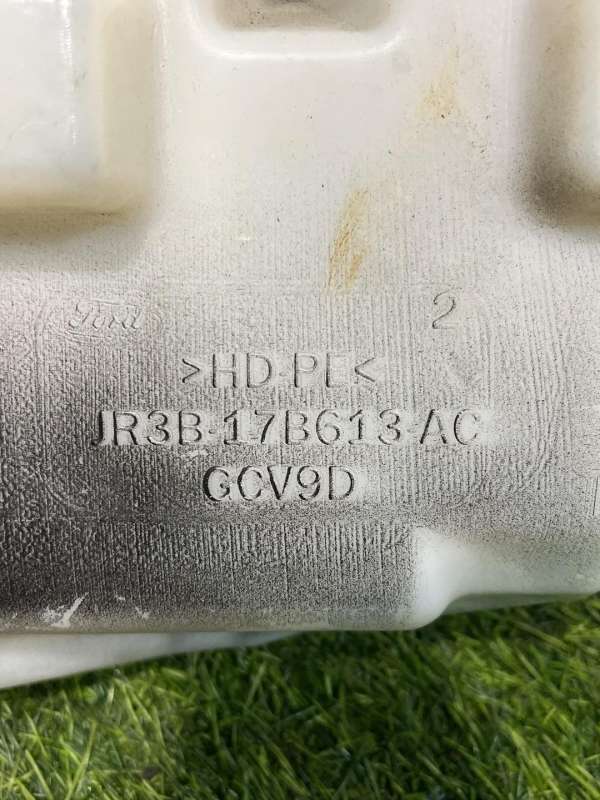 Ford 2
>HD-PE<
JR3B-17B613-AC
GCV9D